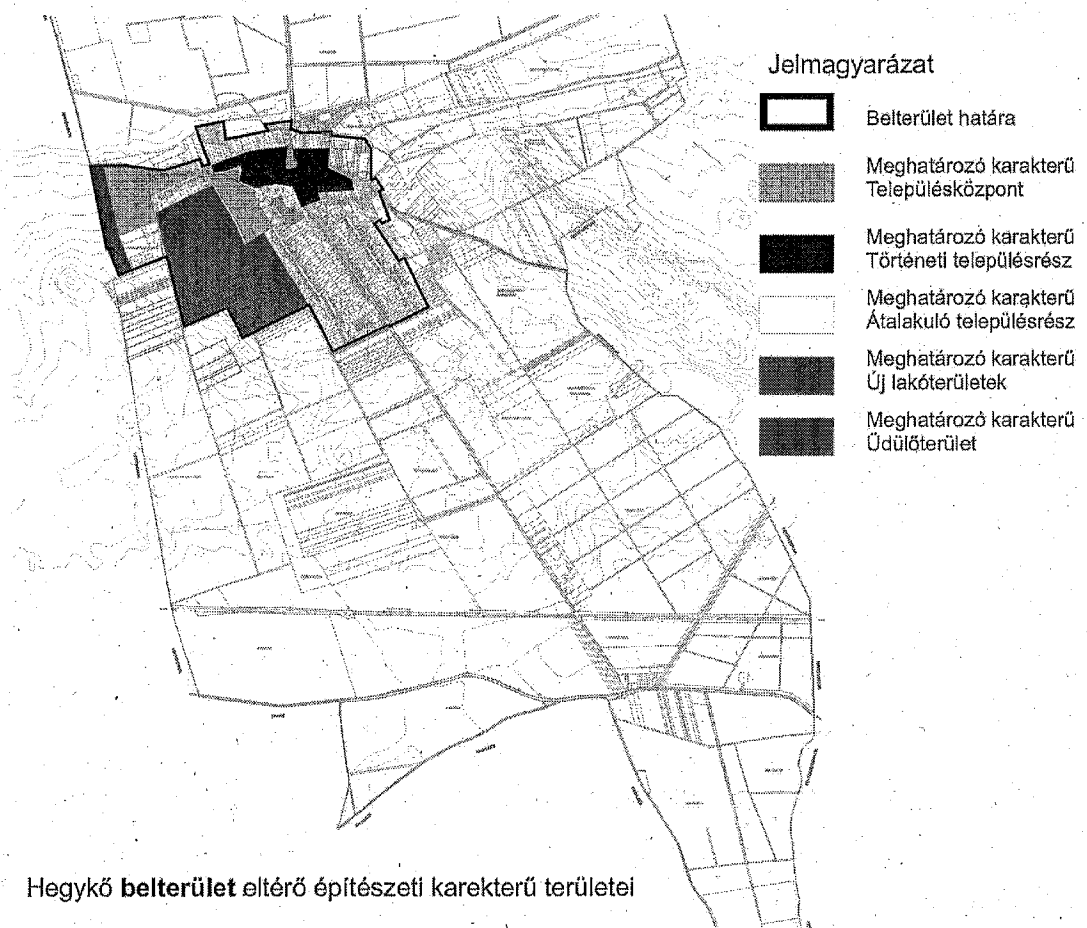 Jelmagyarázat
Belterület határa
Meghatározó karakterű
Településközpont
Meghatározó karakterű
Történeti településrész
Meghatározó karakterű
Átalakuló településrész
Meghatározó karakterű
Új lakóterületek
Meghatározó karakterű
Üdülőterület
Hegykő belterület eltérő építészeti karekterű területei